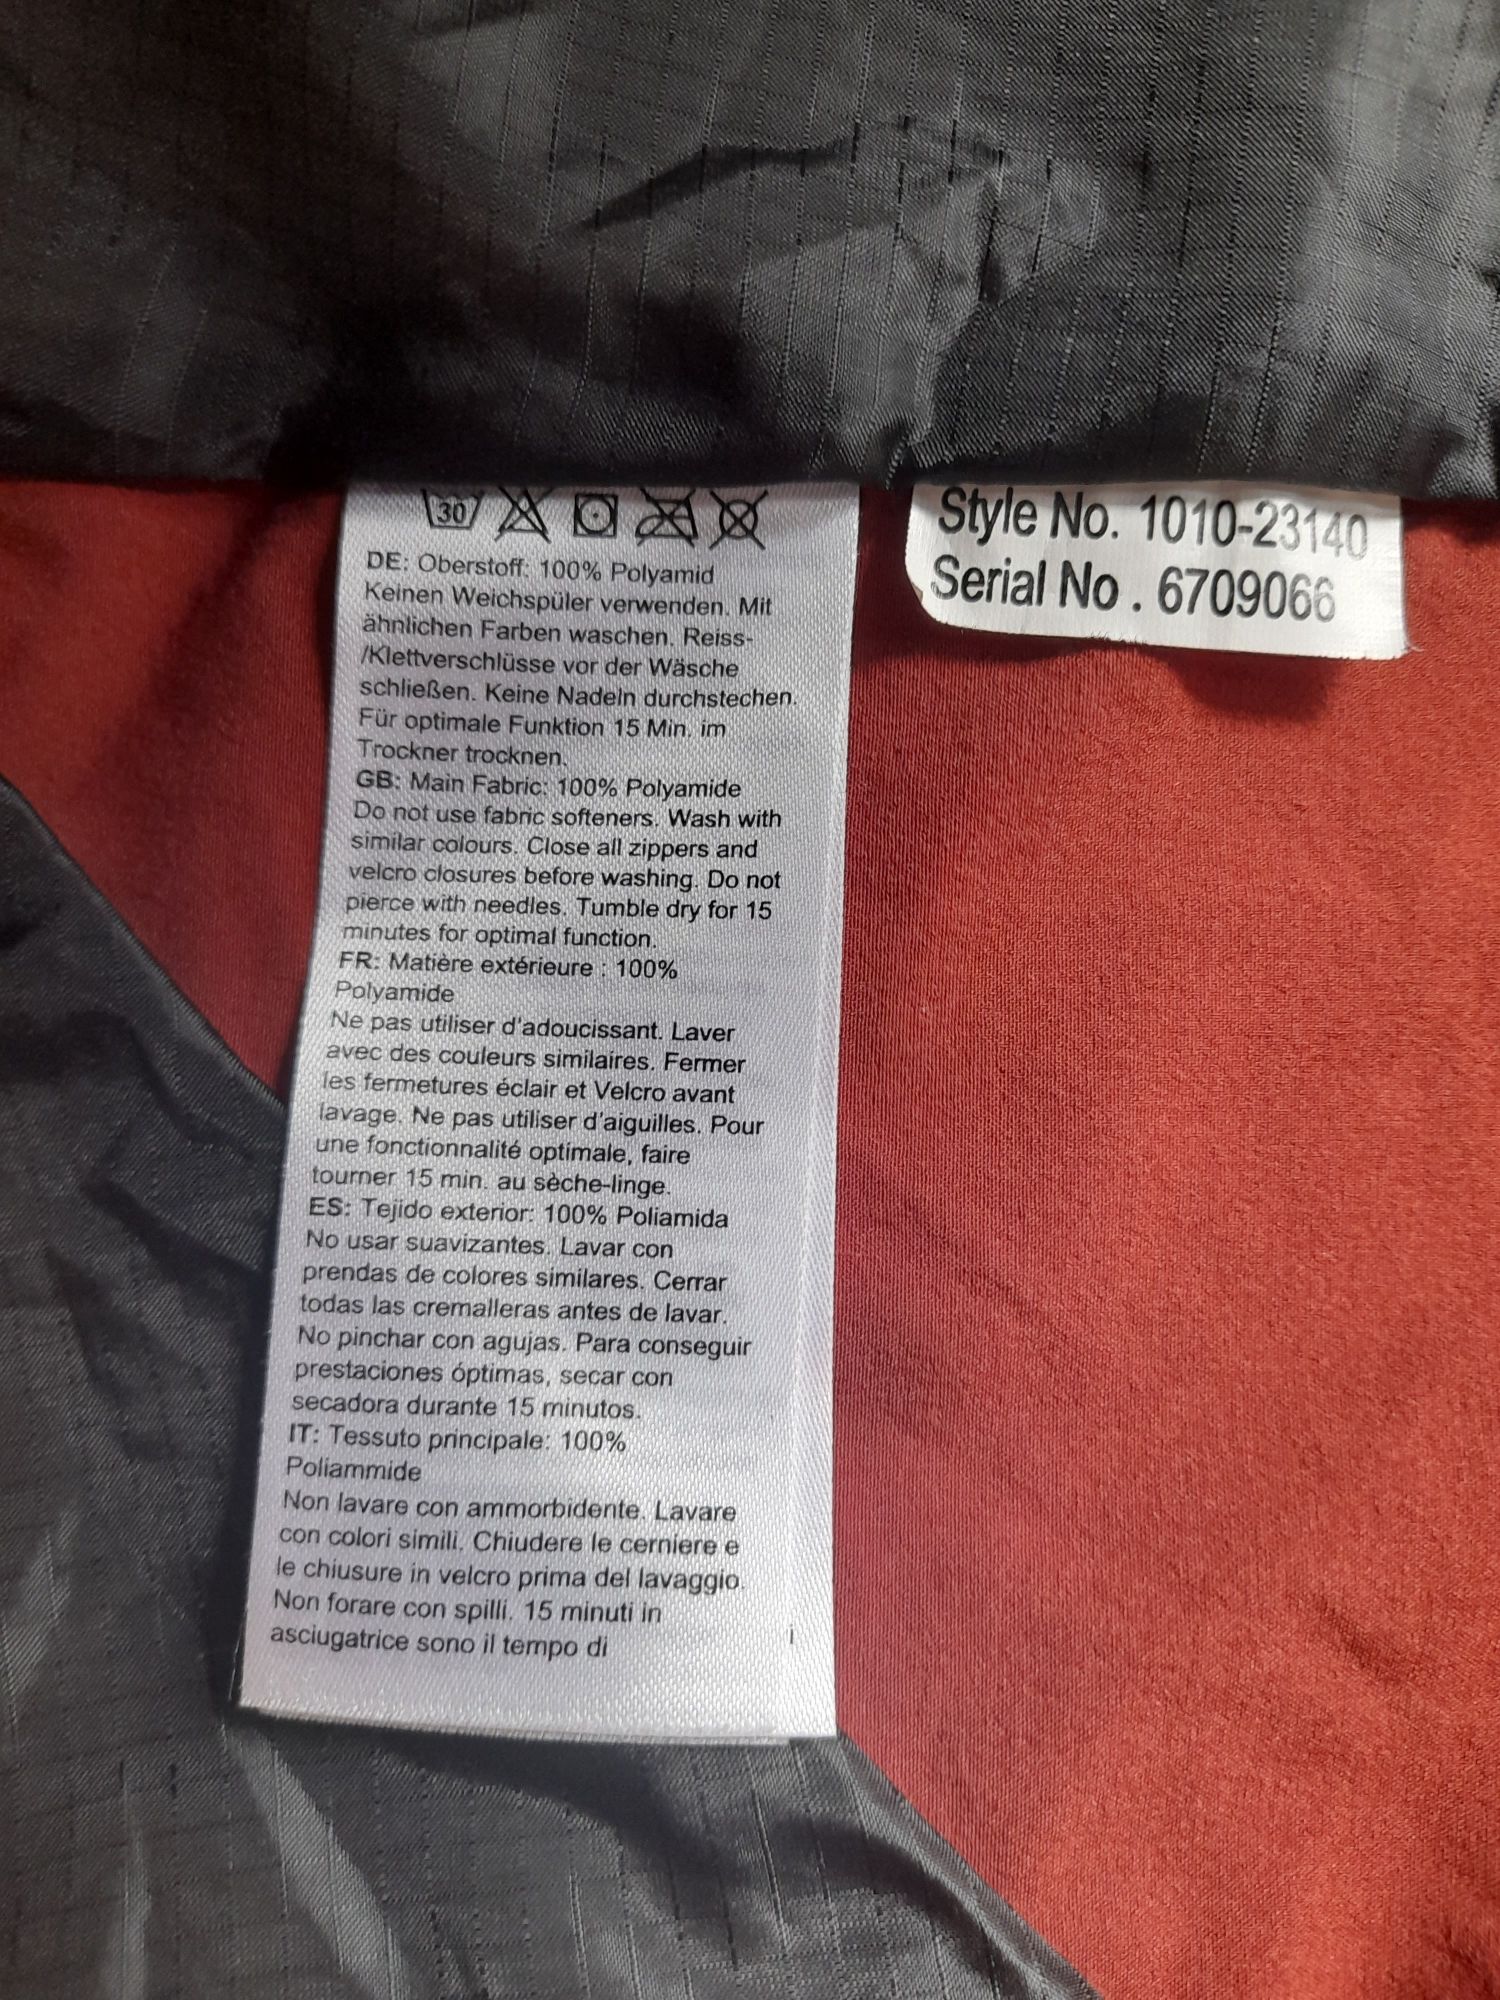 30
DE: Oberstoff: 100% Polyamid
Keinen Weichspüler verwenden. Mit
ähnlichen Farben waschen. Reiss-
/Klettverschlüsse vor der Wäsche
schließen. Keine Nadeln durchstechen.
Für optimale Funktion 15 Min. im
Trockner trocknen.
GB: Main Fabric: 100% Polyamide
Do not use fabric softeners. Wash with
similar colours. Close all zippers and
velcro closures before washing. Do not
pierce with needles. Tumble dry for 15
minutes for optimal function.
FR: Matière extérieure : 100%
Polyamide
Ne pas utiliser d'adoucissant. Laver
avec des couleurs similaires. Fermer
les fermetures éclair et Velcro avant
lavage. Ne pas utiliser d'aiguilles. Pour
une fonctionnalité optimale, faire
tourner 15 min. au sèche-linge.
ES: Tejido exterior: 100% Poliamida
No usar suavizantes. Lavar con
prendas de colores similares. Cerrar
todas las cremalleras antes de lavar.
No pinchar con agujas. Para conseguir
prestaciones óptimas, secar con
secadora durante 15 minutos.
IT: Tessuto principale: 100%
Poliammide
Non lavare con ammorbidente. Lavare
con colori simili. Chiudere le cerniere e
le chiusure in velcro prima del lavaggio.
Non forare con spilli. 15 minuti in
asciugatrice sono il tempo di
Style No. 1010-23140
Serial No . 6709066